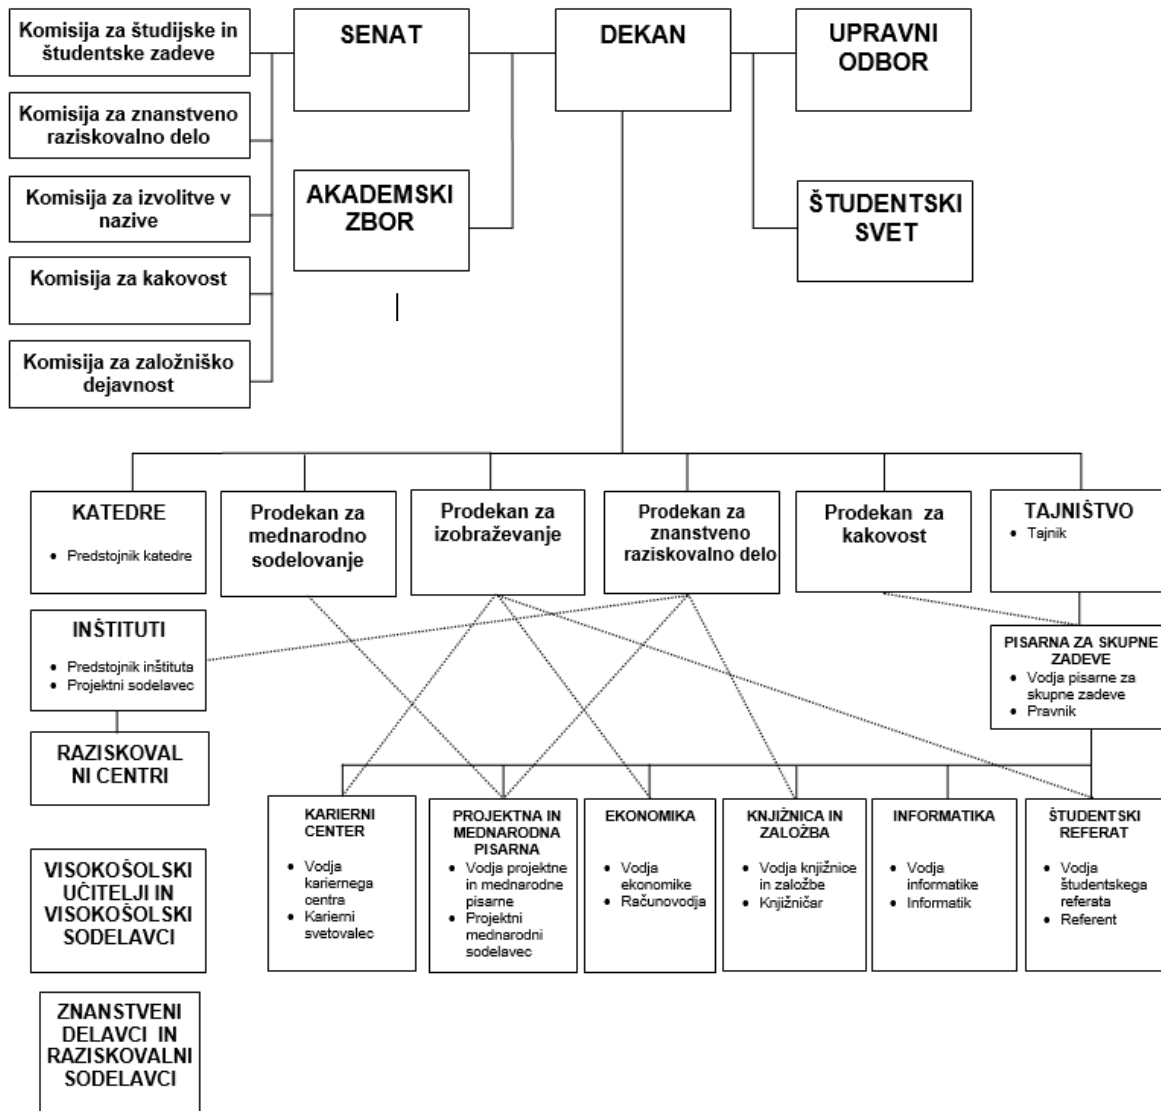 Komisija za študijske in
študentske zadeve
SENAT
DEKAN
UPRAVNI
ODBOR
Komisija za znanstveno
raziskovalno delo
Komisija za izvolitve v
nazive
AKADEMSKI
ZBOR
ŠTUDENTSKI
SVET
Komisija za kakovost
Komisija za založniško
dejavnost
KATEDRE
• Predstojnik katedre
Prodekan za
mednarodno
sodelovanje
Prodekan za
izobraževanje
Prodekan za
znanstveno
raziskovalno delo
Prodekan za
kakovost
TAJNIŠTVO
• Tajnik
INŠTITUTI
• Predstojnik inštituta
• Projektni sodelavec
PISARNA ZA SKUPNE
ZADEVE
• Vodja pisarne za
skupne zadeve
• Pravnik
RAZISKOVAL
NI CENTRI
KARIERNI
CENTER
• Vodja
kariernega
centra
• Karierni
svetovalec
PROJEKTNA IN
MEDNARODNA
PISARNA
• Vodja projektne
in mednarodne
pisarne
• Projektni
mednarodni
sodelavec
EKONOMIKA
• Vodja
ekonomike
• Računovodja
KNJIŽNICA IN
ZALOŽBA
• Vodja knjižnice
in založbe
• Knjižničar
INFORMATIKA
• Vodja
informatike
• Informatik
ŠTUDENTSKI
REFERAT
• Vodja
študentskega
referata
• Referent
VISOKOŠOLSKI
UČITELJI IN
VISOKOŠOLSKI
SODELAVCI
ZNANSTVENI
DELAVCI IN
RAZISKOVALNI
SODELAVCI